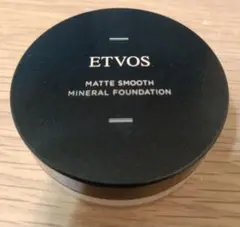 ETVOS
MATTE SMOOTH
MINERAL FOUNDATION